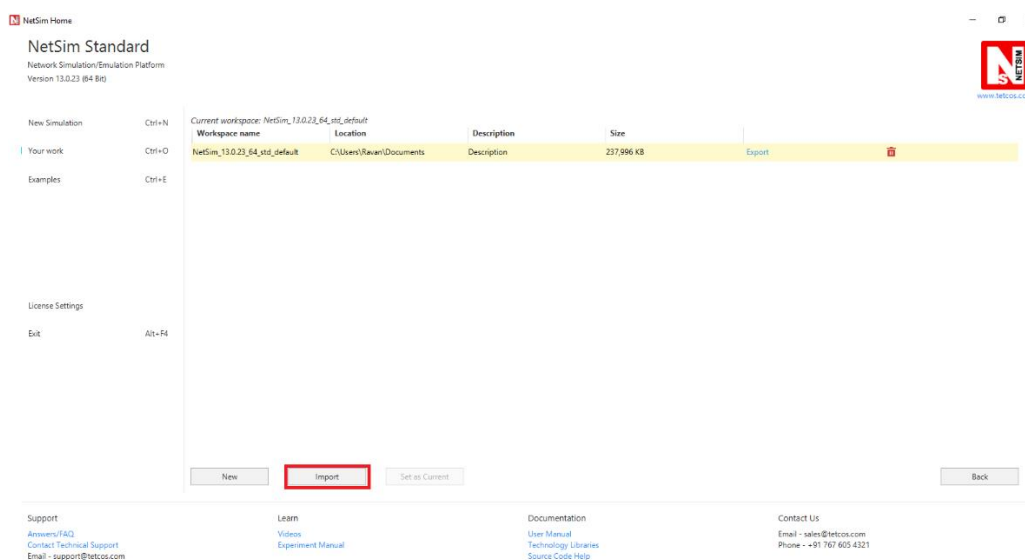 NetSim Home
NetSim Standard
Network Simulation/Emulation Platform
Version 13.0.23 (64 Bit)
NETSIM
www.tetcos.co
New Simulation Ctrl+N
Your work Ctrl+O
Examples Ctrl+E
License Settings
Exit Alt+F4
Current workspace: NetSim_13.0.23_64_std_default
Workspace name Location Description Size
NetSim_13.0.23_64_std_default C:\Users\Ravan\Documents Description 237,996 KB Export
New Import Set as Current Back
Support Learn Documentation Contact Us
Answers/FAQ Videos User Manual Email - sales@tetcos.com
Contact Technical Support Experiment Manual Technology Libraries Phone - +91 767 605 4321
Email - support@tetcos.com Source Code Help